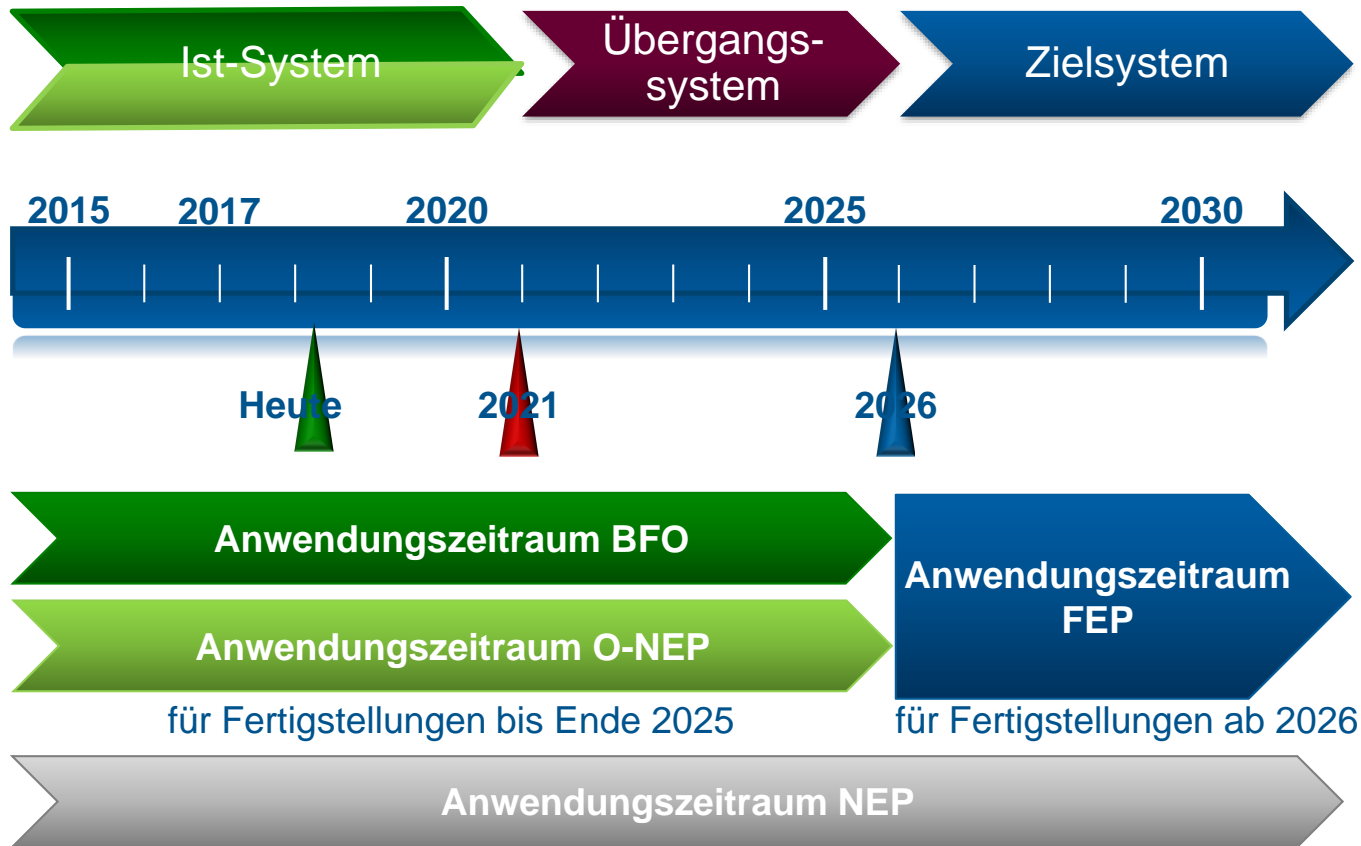 Ist-System
Übergangs-
system
Zielsystem
2015 2017 2020 2025 2030
Heute 2021 2026
Anwendungszeitraum BFO
Anwendungszeitraum O-NEP
Anwendungszeitraum
FEP
für Fertigstellungen bis Ende 2025
für Fertigstellungen ab 2026
Anwendungszeitraum NEP